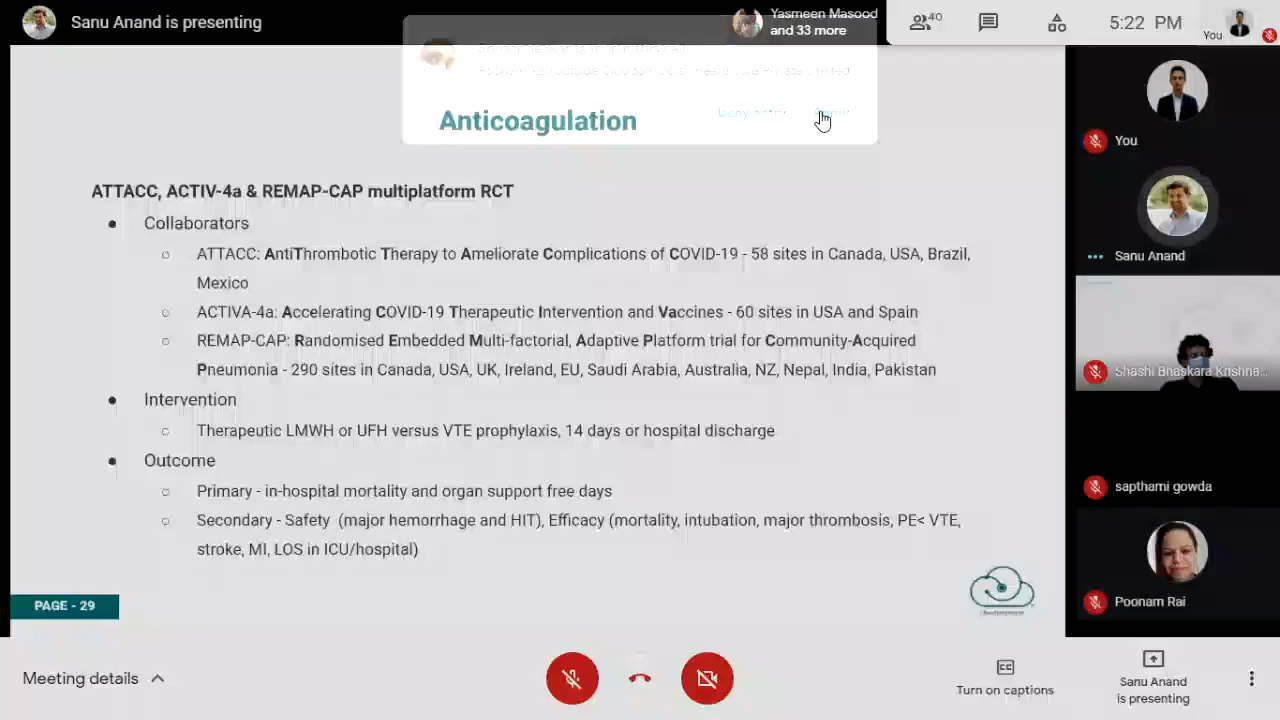 Sanu Anand is presenting
Yasmeen Masood
and 33 more
40
5:22 PM
You
Anticoagulation
ATTACC, ACTIV-4a & REMAP-CAP multiplatform RCT
● Collaborators
○ ATTACC: AntiThrombotic Therapy to Ameliorate Complications of COVID-19 - 58 sites in Canada, USA, Brazil,
Mexico
○ ACTIVA-4a: Accelerating COVID-19 Therapeutic Intervention and Vaccines - 60 sites in USA and Spain
○ REMAP-CAP: Randomised Embedded Multi-factorial, Adaptive Platform trial for Community-Acquired
Pneumonia - 290 sites in Canada, USA, UK, Ireland, EU, Saudi Arabia, Australia, NZ, Nepal, India, Pakistan
● Intervention
○ Therapeutic LMWH or UFH versus VTE prophylaxis, 14 days or hospital discharge
● Outcome
○ Primary - in-hospital mortality and organ support free days
○ Secondary - Safety (major hemorrhage and HIT), Efficacy (mortality, intubation, major thrombosis, PE< VTE,
stroke, MI, LOS in ICU/hospital)
PAGE - 29
You
Sanu Anand
Shashi Bhaskara Krishna...
sapthami gowda
Poonam Rai
Meeting details
Turn on captions
Sanu Anand
is presenting